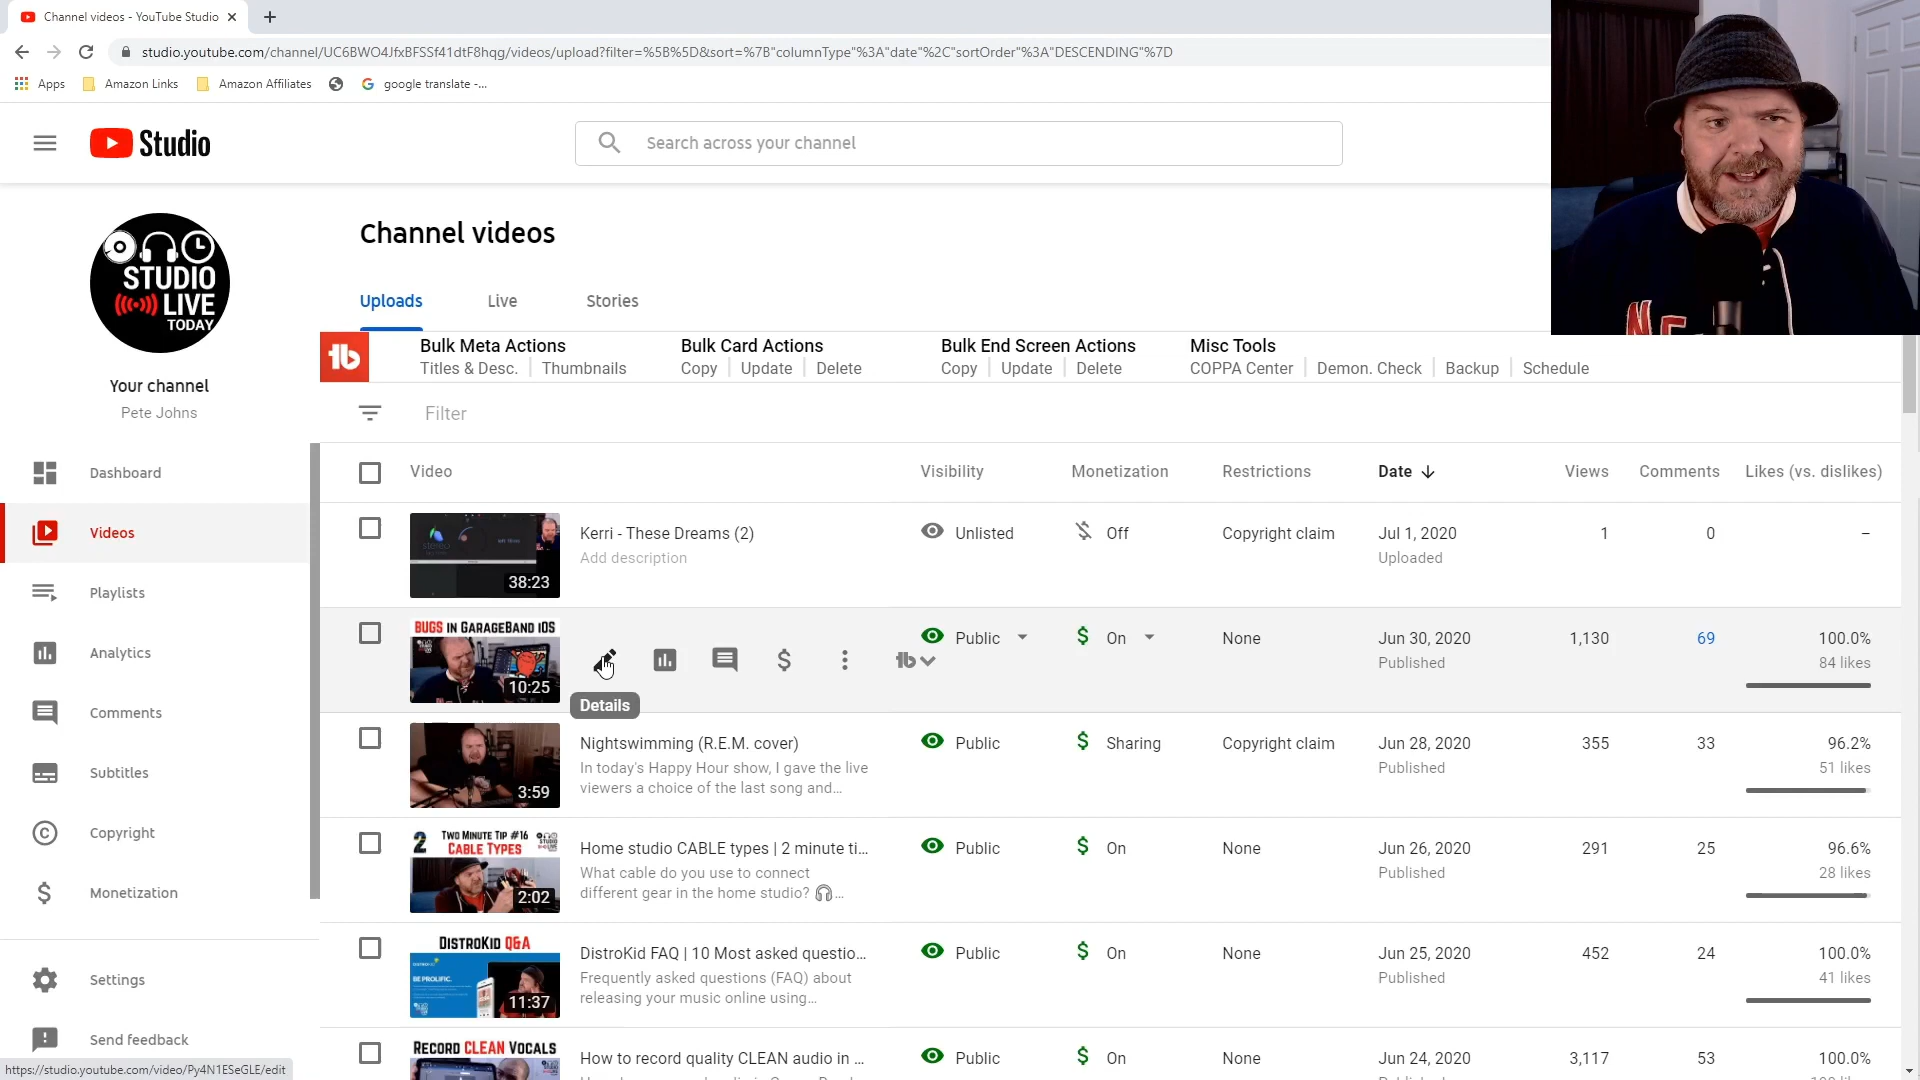 Channel videos - YouTube Studio
studio.youtube.com/channel/UC6BWO4JfxBFSSf41dtF8hqg/videos/upload?filter=%5B%5D&sort=%7B"columnType"%3A"date"%2C"sortOrder"%3A"DESCENDING"%7D
Apps Amazon Links Amazon Affiliates google translate -...
Studio
Search across your channel
STUDIO
LIVE
TODAY
Your channel
Pete Johns
Dashboard
Videos
Playlists
Analytics
Comments
Subtitles
Copyright
Monetization
Settings
Send feedback
https://studio.youtube.com/video/Py4N1ESeGLE/edit
Channel videos
Uploads Live Stories
tb
Bulk Meta Actions Bulk Card Actions Bulk End Screen Actions Misc Tools
Titles & Desc. Thumbnails Copy Update Delete Copy Update Delete COPPA Center Demon. Check Backup Schedule
Filter
Video Visibility Monetization Restrictions Date Views Comments Likes (vs. dislikes)
Kerri - These Dreams (2) Unlisted Off Copyright claim Jul 1, 2020 1 0 –
Add description Uploaded
38:23
BUGS IN GARAGEBAND iOS
Public On None Jun 30, 2020 1,130 69 100.0%
tb
Published 84 likes
10:25
Details
Nightswimming (R.E.M. cover) Public Sharing Copyright claim Jun 28, 2020 355 33 96.2%
In today's Happy Hour show, I gave the live Published 51 likes
viewers a choice of the last song and...
3:59
2 TWO MINUTE TIP #16
CABLE TYPES
Home studio CABLE types | 2 minute ti... Public On None Jun 26, 2020 291 25 96.6%
What cable do you use to connect Published 28 likes
different gear in the home studio? 🎧...
2:02
DISTROKID Q&A
BE PROLIFIC.
DistroKid FAQ | 10 Most asked questio... Public On None Jun 25, 2020 452 24 100.0%
Frequently asked questions (FAQ) about Published 41 likes
releasing your music online using...
11:37
RECORD CLEAN VOCALS
How to record quality CLEAN audio in ... Public On None Jun 24, 2020 3,117 53 100.0%